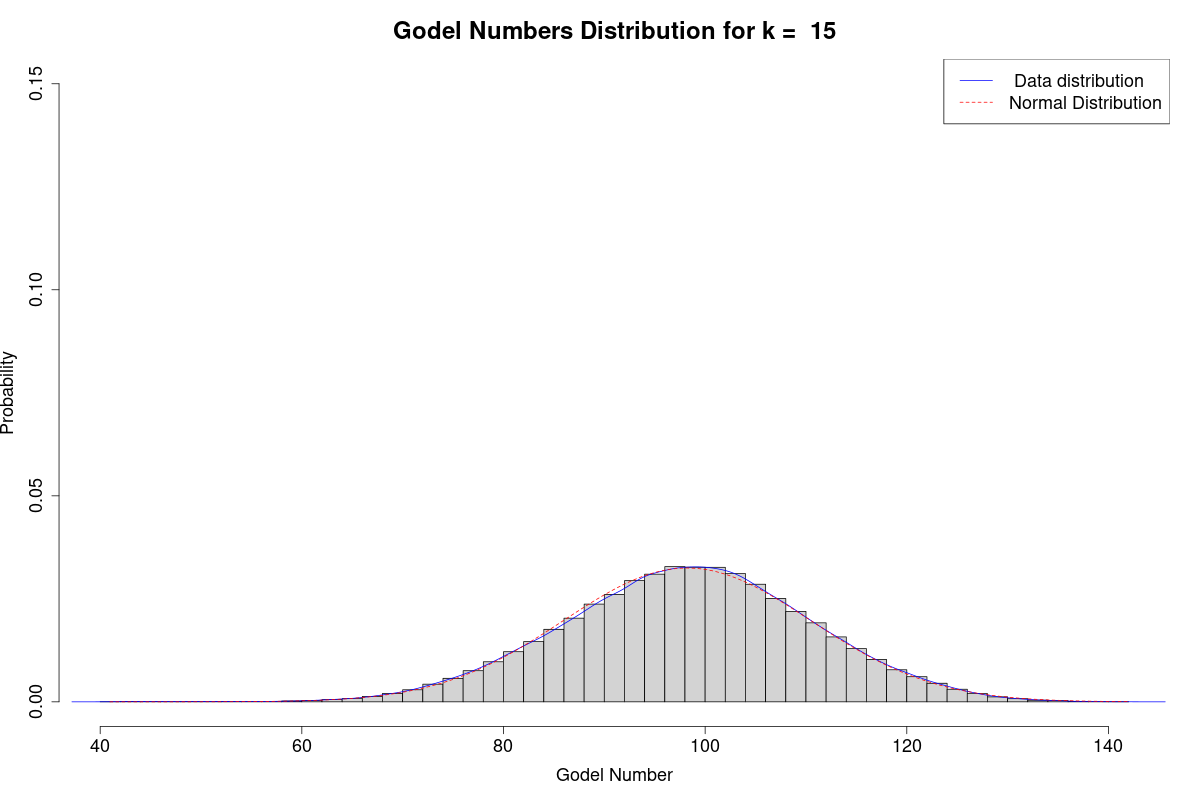 Godel Numbers Distribution for k = 15
Data distribution
Normal Distribution
Probability
0.15
0.10
0.05
0.00
40 60 80 100 120 140
Godel Number